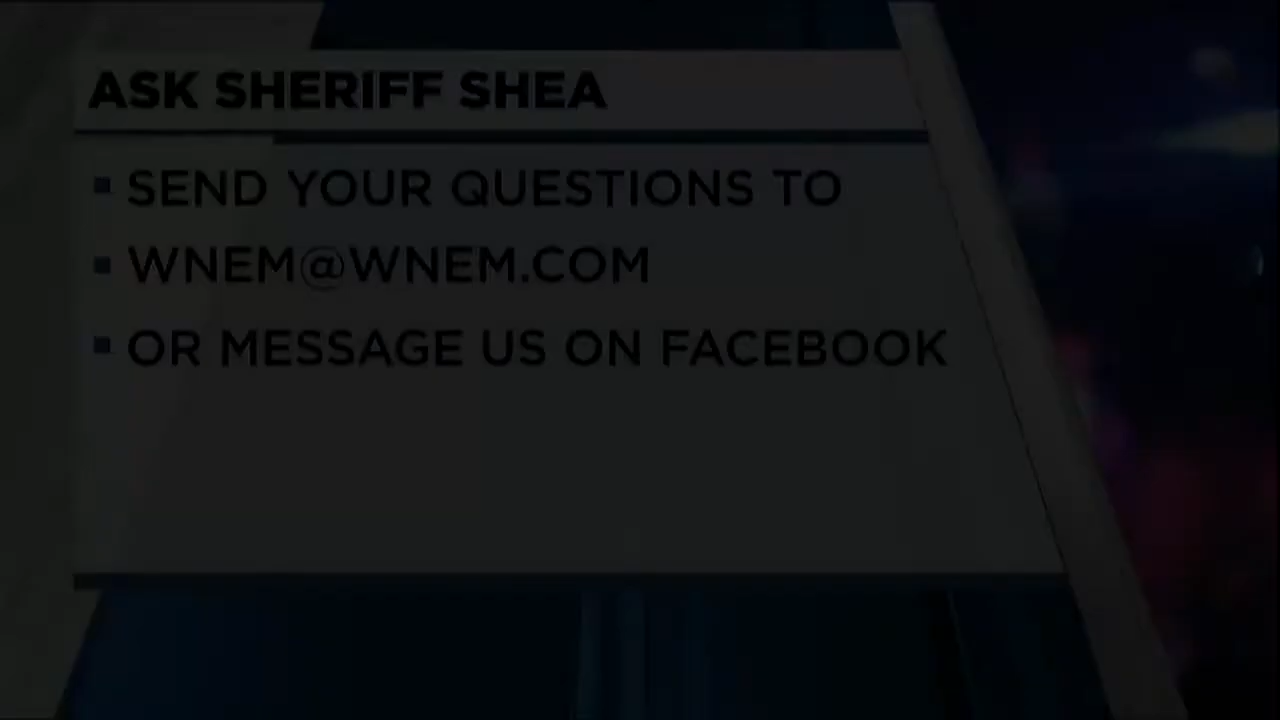 ASK SHERIFF SHEA
SEND YOUR QUESTIONS TO
WNEM@WNEM.COM
OR MESSAGE US ON FACEBOOK